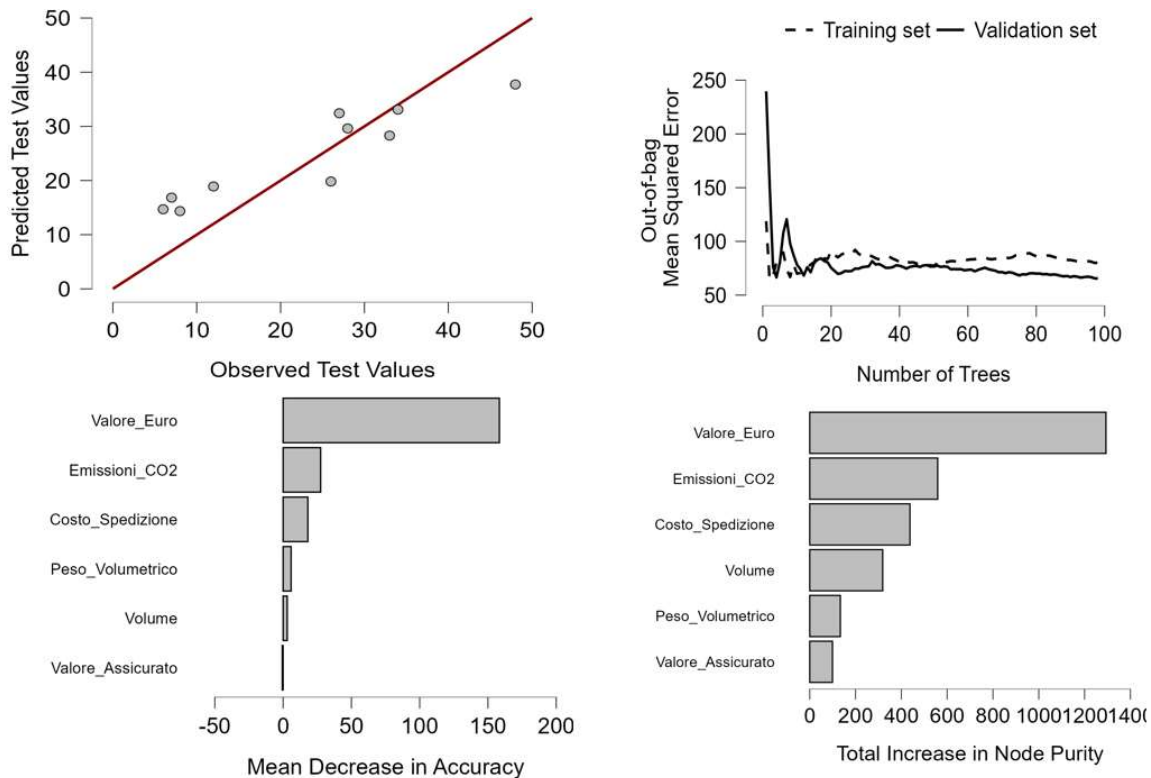 50
40
30
20
10
0
Predicted Test Values
0 10 20 30 40 50
Observed Test Values
Training set Validation set
250
200
150
100
50
Out-of-bag
Mean Squared Error
0 20 40 60 80 100
Number of Trees
Valore_Euro
Emissioni_CO2
Costo_Spedizione
Peso_Volumetrico
Volume
Valore_Assicurato
-50 0 50 100 150 200
Mean Decrease in Accuracy
Valore_Euro
Emissioni_CO2
Costo_Spedizione
Volume
Peso_Volumetrico
Valore_Assicurato
0 200 400 600 800 1000 1200 140
Total Increase in Node Purity